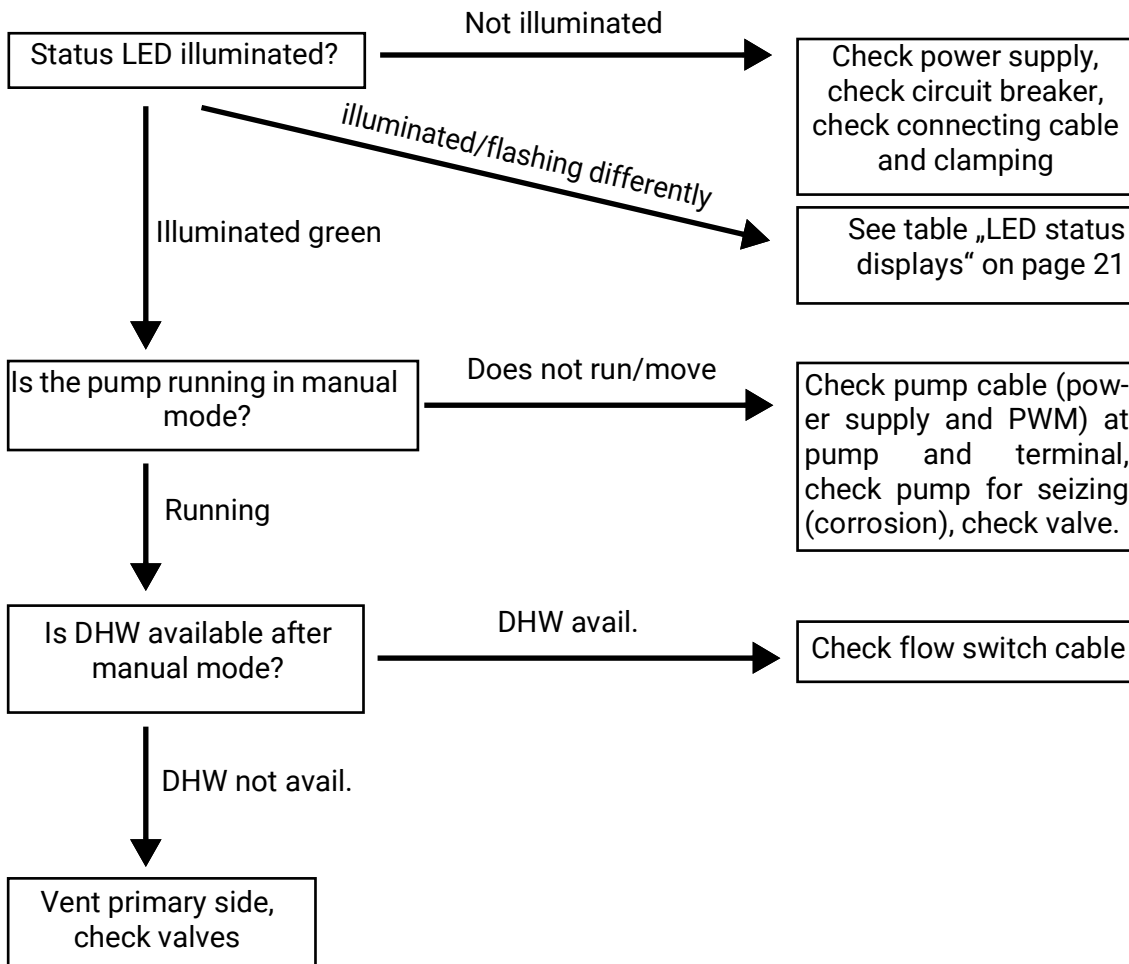 Status LED illuminated?
Not illuminated
Check power supply,
check circuit breaker,
check connecting cable
and clamping
illuminated/flashing differently
See table „LED status
displays“ on page 21
Illuminated green
Is the pump running in manual
mode?
Does not run/move
Check pump cable (pow-
er supply and PWM) at
pump and terminal,
check pump for seizing
(corrosion), check valve.
Running
Is DHW available after
manual mode?
DHW avail.
Check flow switch cable
DHW not avail.
Vent primary side,
check valves